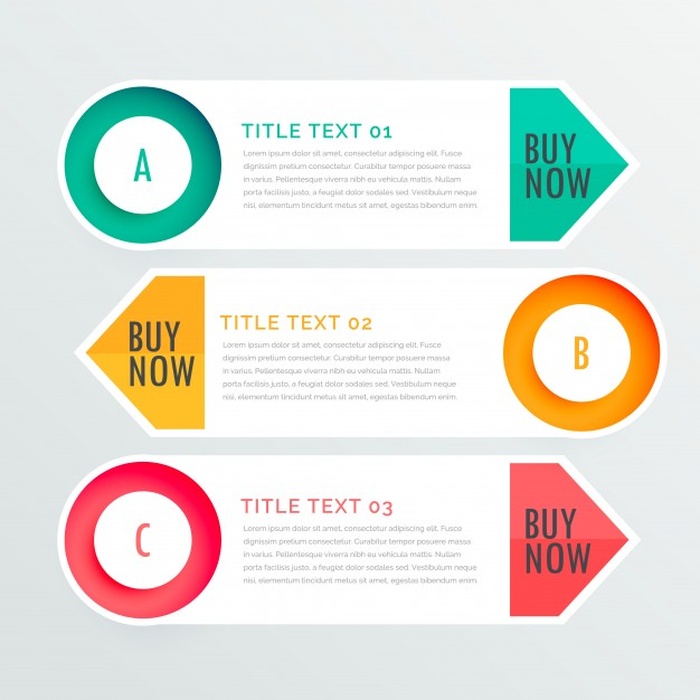 A
TITLE TEXT 01
Lorem ipsum dolor sit amet, consectetur adipiscing elit. Etiam
dignissim pretium consectetur. Curabitur tempor posuere massa
in varius. Pellentesque viverra nibh eu vehicula mattis. Nullam
porta facilisis justo, a feugiat dolor sodales sed. Vestibulum neque
neque, elementum tincidunt metus sit amet, egestas bibendum enim.
BUY
NOW
BUY
NOW
TITLE TEXT 02
Lorem ipsum dolor sit amet, consectetur adipiscing elit. Etiam
dignissim pretium consectetur. Curabitur tempor posuere massa
in varius. Pellentesque viverra nibh eu vehicula mattis. Nullam
porta facilisis justo, a feugiat dolor sodales sed. Vestibulum neque
neque, elementum tincidunt metus sit amet, egestas bibendum enim.
B
C
TITLE TEXT 03
Lorem ipsum dolor sit amet, consectetur adipiscing elit. Etiam
dignissim pretium consectetur. Curabitur tempor posuere massa
in varius. Pellentesque viverra nibh eu vehicula mattis. Nullam
porta facilisis justo, a feugiat dolor sodales sed. Vestibulum neque
neque, elementum tincidunt metus sit amet, egestas bibendum enim.
BUY
NOW